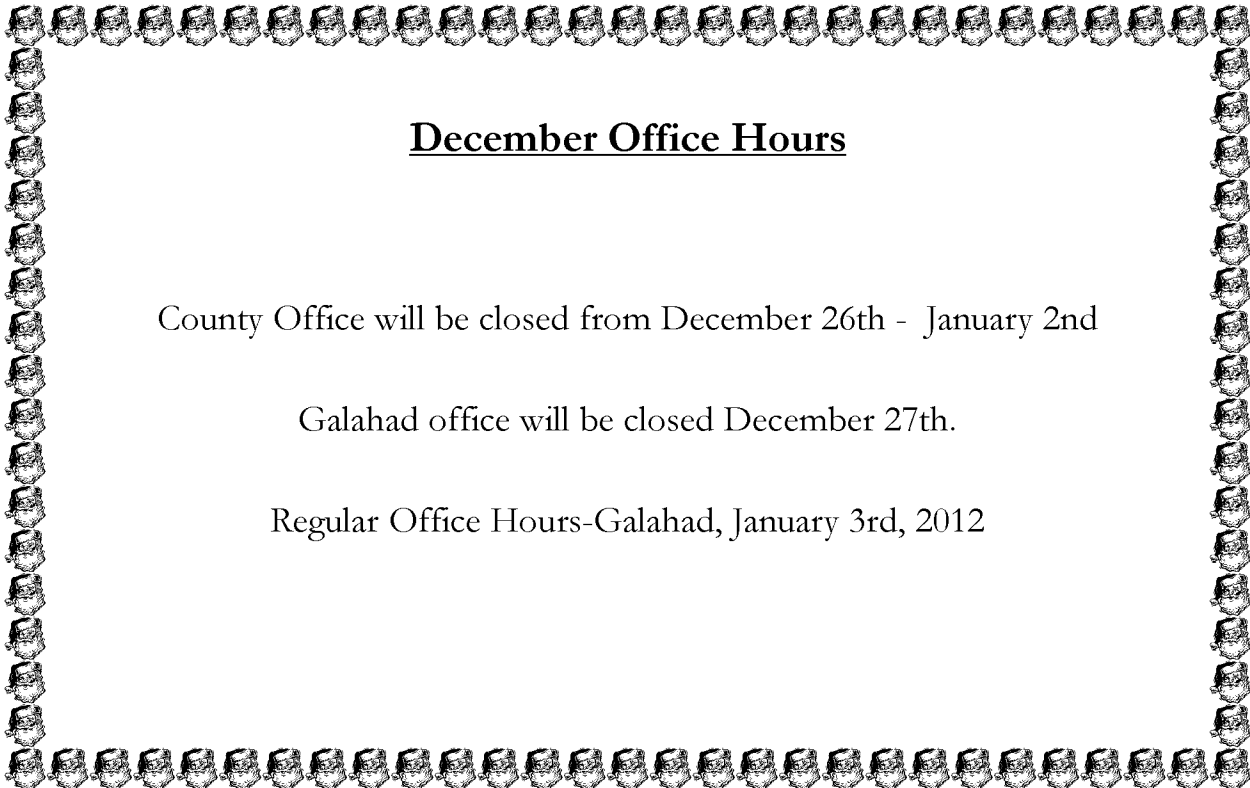 December Office Hours
County Office will be closed from December 26th -  January 2nd
Galahad office will be closed December 27th.
Regular Office Hours-Galahad, January 3rd, 2012